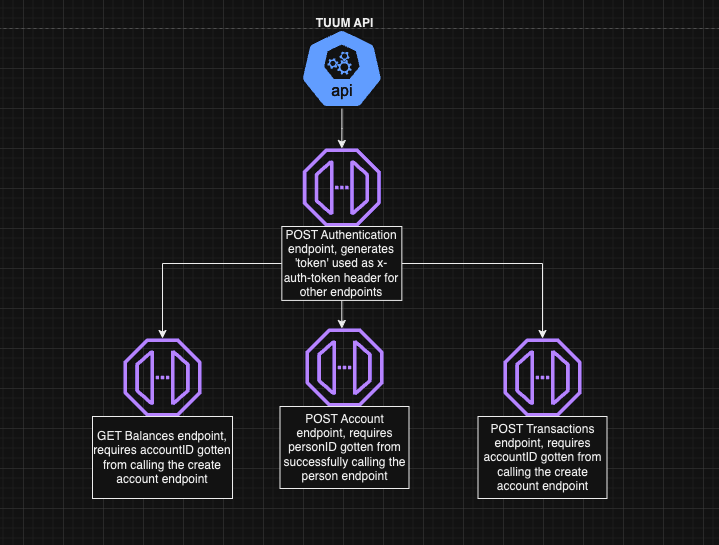 TUUM API
api
POST Authentication
endpoint, generates
'token' used as x-
auth-token header for
other endpoints
GET Balances endpoint,
requires accountID gotten
from calling the create
account endpoint
POST Account
endpoint, requires
personID gotten from
successfully calling the
person endpoint
POST Transactions
endpoint, requires
accountID gotten from
calling the create
account endpoint